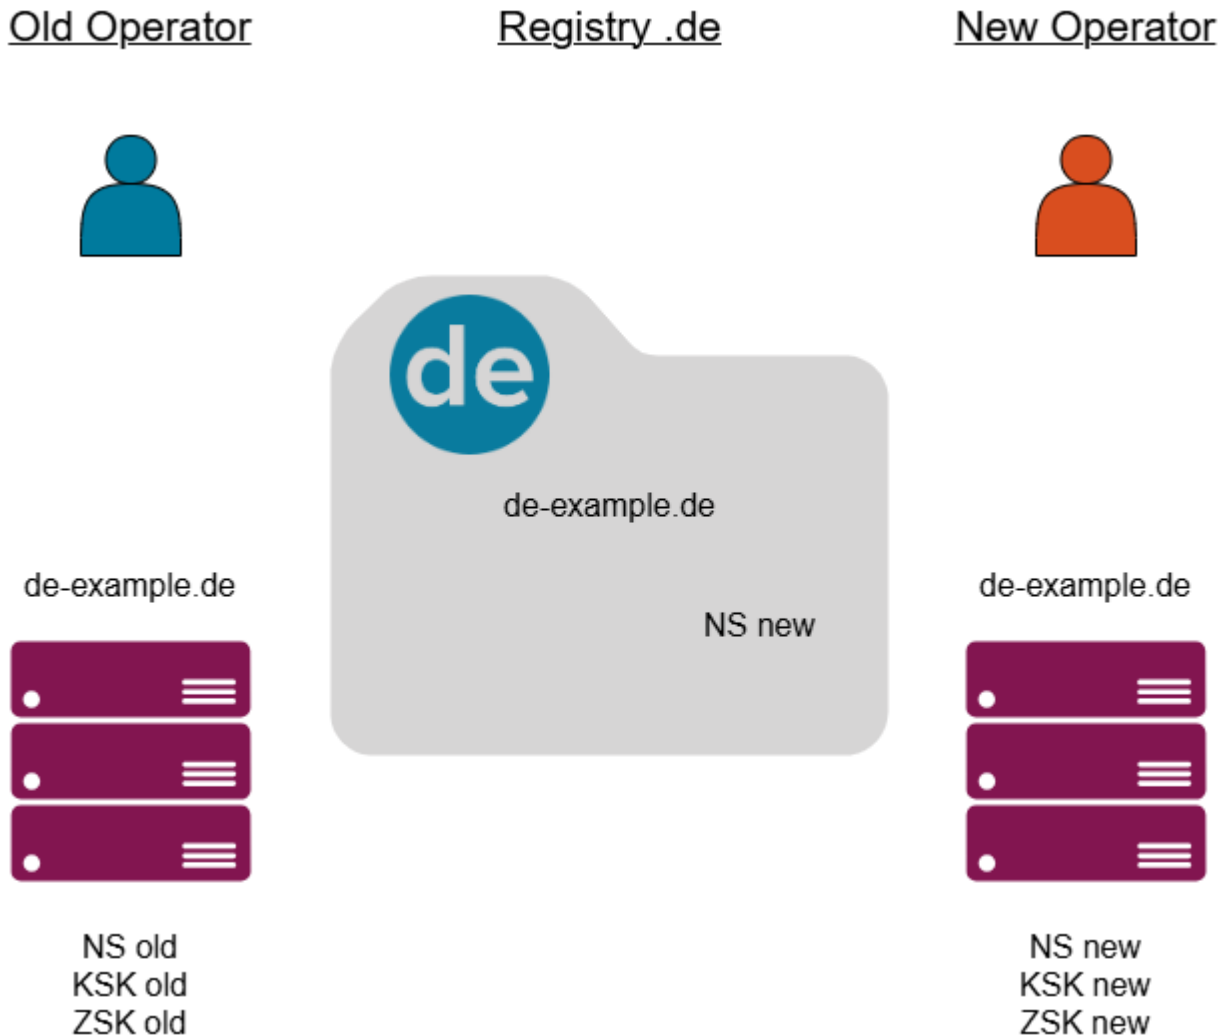 Old Operator
Registry .de
New Operator
de
de-example.de
de-example.de
de-example.de
NS new
NS old
KSK old
ZSK old
NS new
KSK new
ZSK new